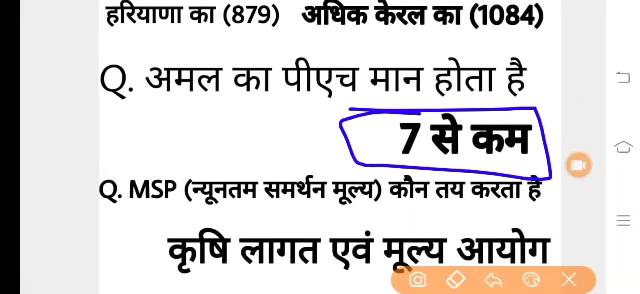 हरियाणा का (879) अधिक केरल का (1084)
Q. अमल का पीएच मान होता है
7 से कम
Q. MSP (न्यूनतम समर्थन मूल्य) कौन तय करता है
कृषि लागत एवं मूल्य आयोग